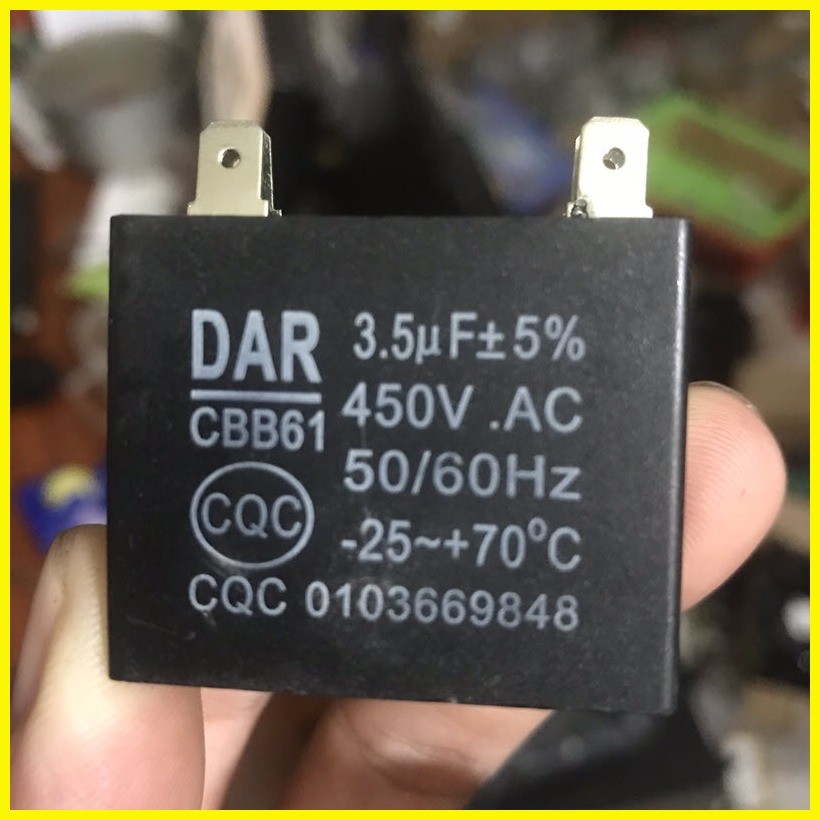 DAR 3.5μF±5%
CBB61 450V .AC
50/60Hz
CQC -25~+70°C
CQC 0103669848